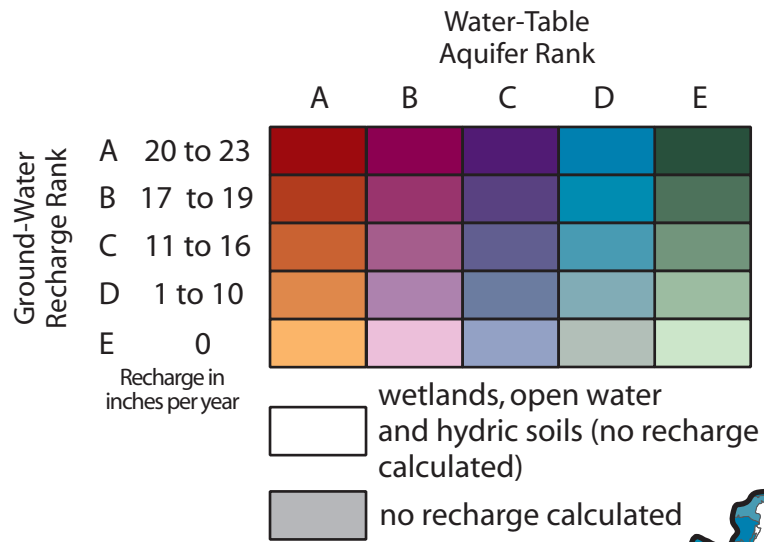 Water-Table
Aquifer Rank
A B C D E
Ground-Water
Recharge Rank
A 20 to 23
B 17 to 19
C 11 to 16
D 1 to 10
E 0
Recharge in
inches per year
wetlands, open water
and hydric soils (no recharge
calculated)
no recharge calculated